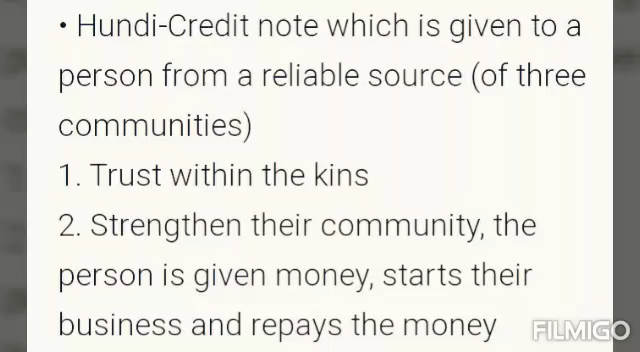 • Hundi-Credit note which is given to a
person from a reliable source (of three
communities)
1. Trust within the kins
2. Strengthen their community, the
person is given money, starts their
business and repays the money
FILMIGO